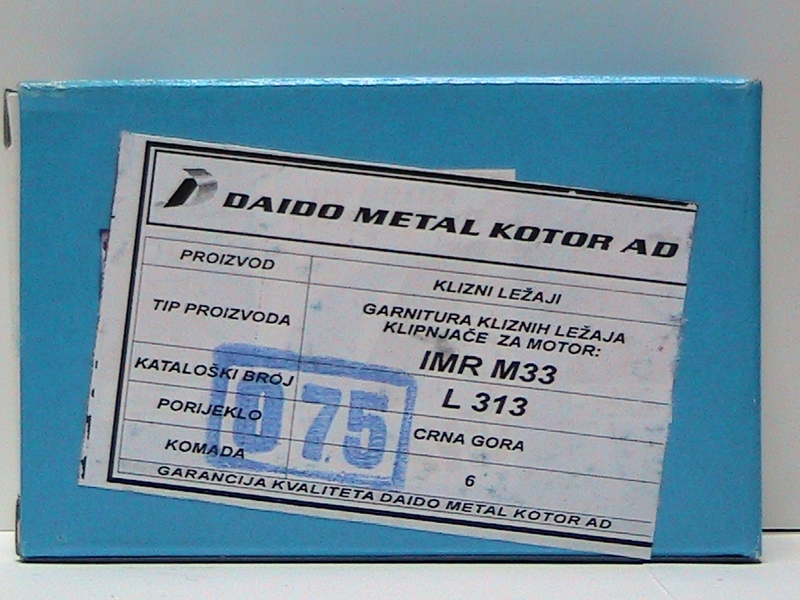 DAIDO METAL KOTOR AD
PROIZVOD KLIZNI LEŽAJI
TIP PROIZVODA GARNITURA KLIZNIH LEŽAJA
KLIPNJAČE ZA MOTOR:
IMR M33
KATALOŠKI BROJ L 313
PORIJEKLO CRNA GORA
KOMADA 6
075
GARANCIJA KVALITETA DAIDO METAL KOTOR AD